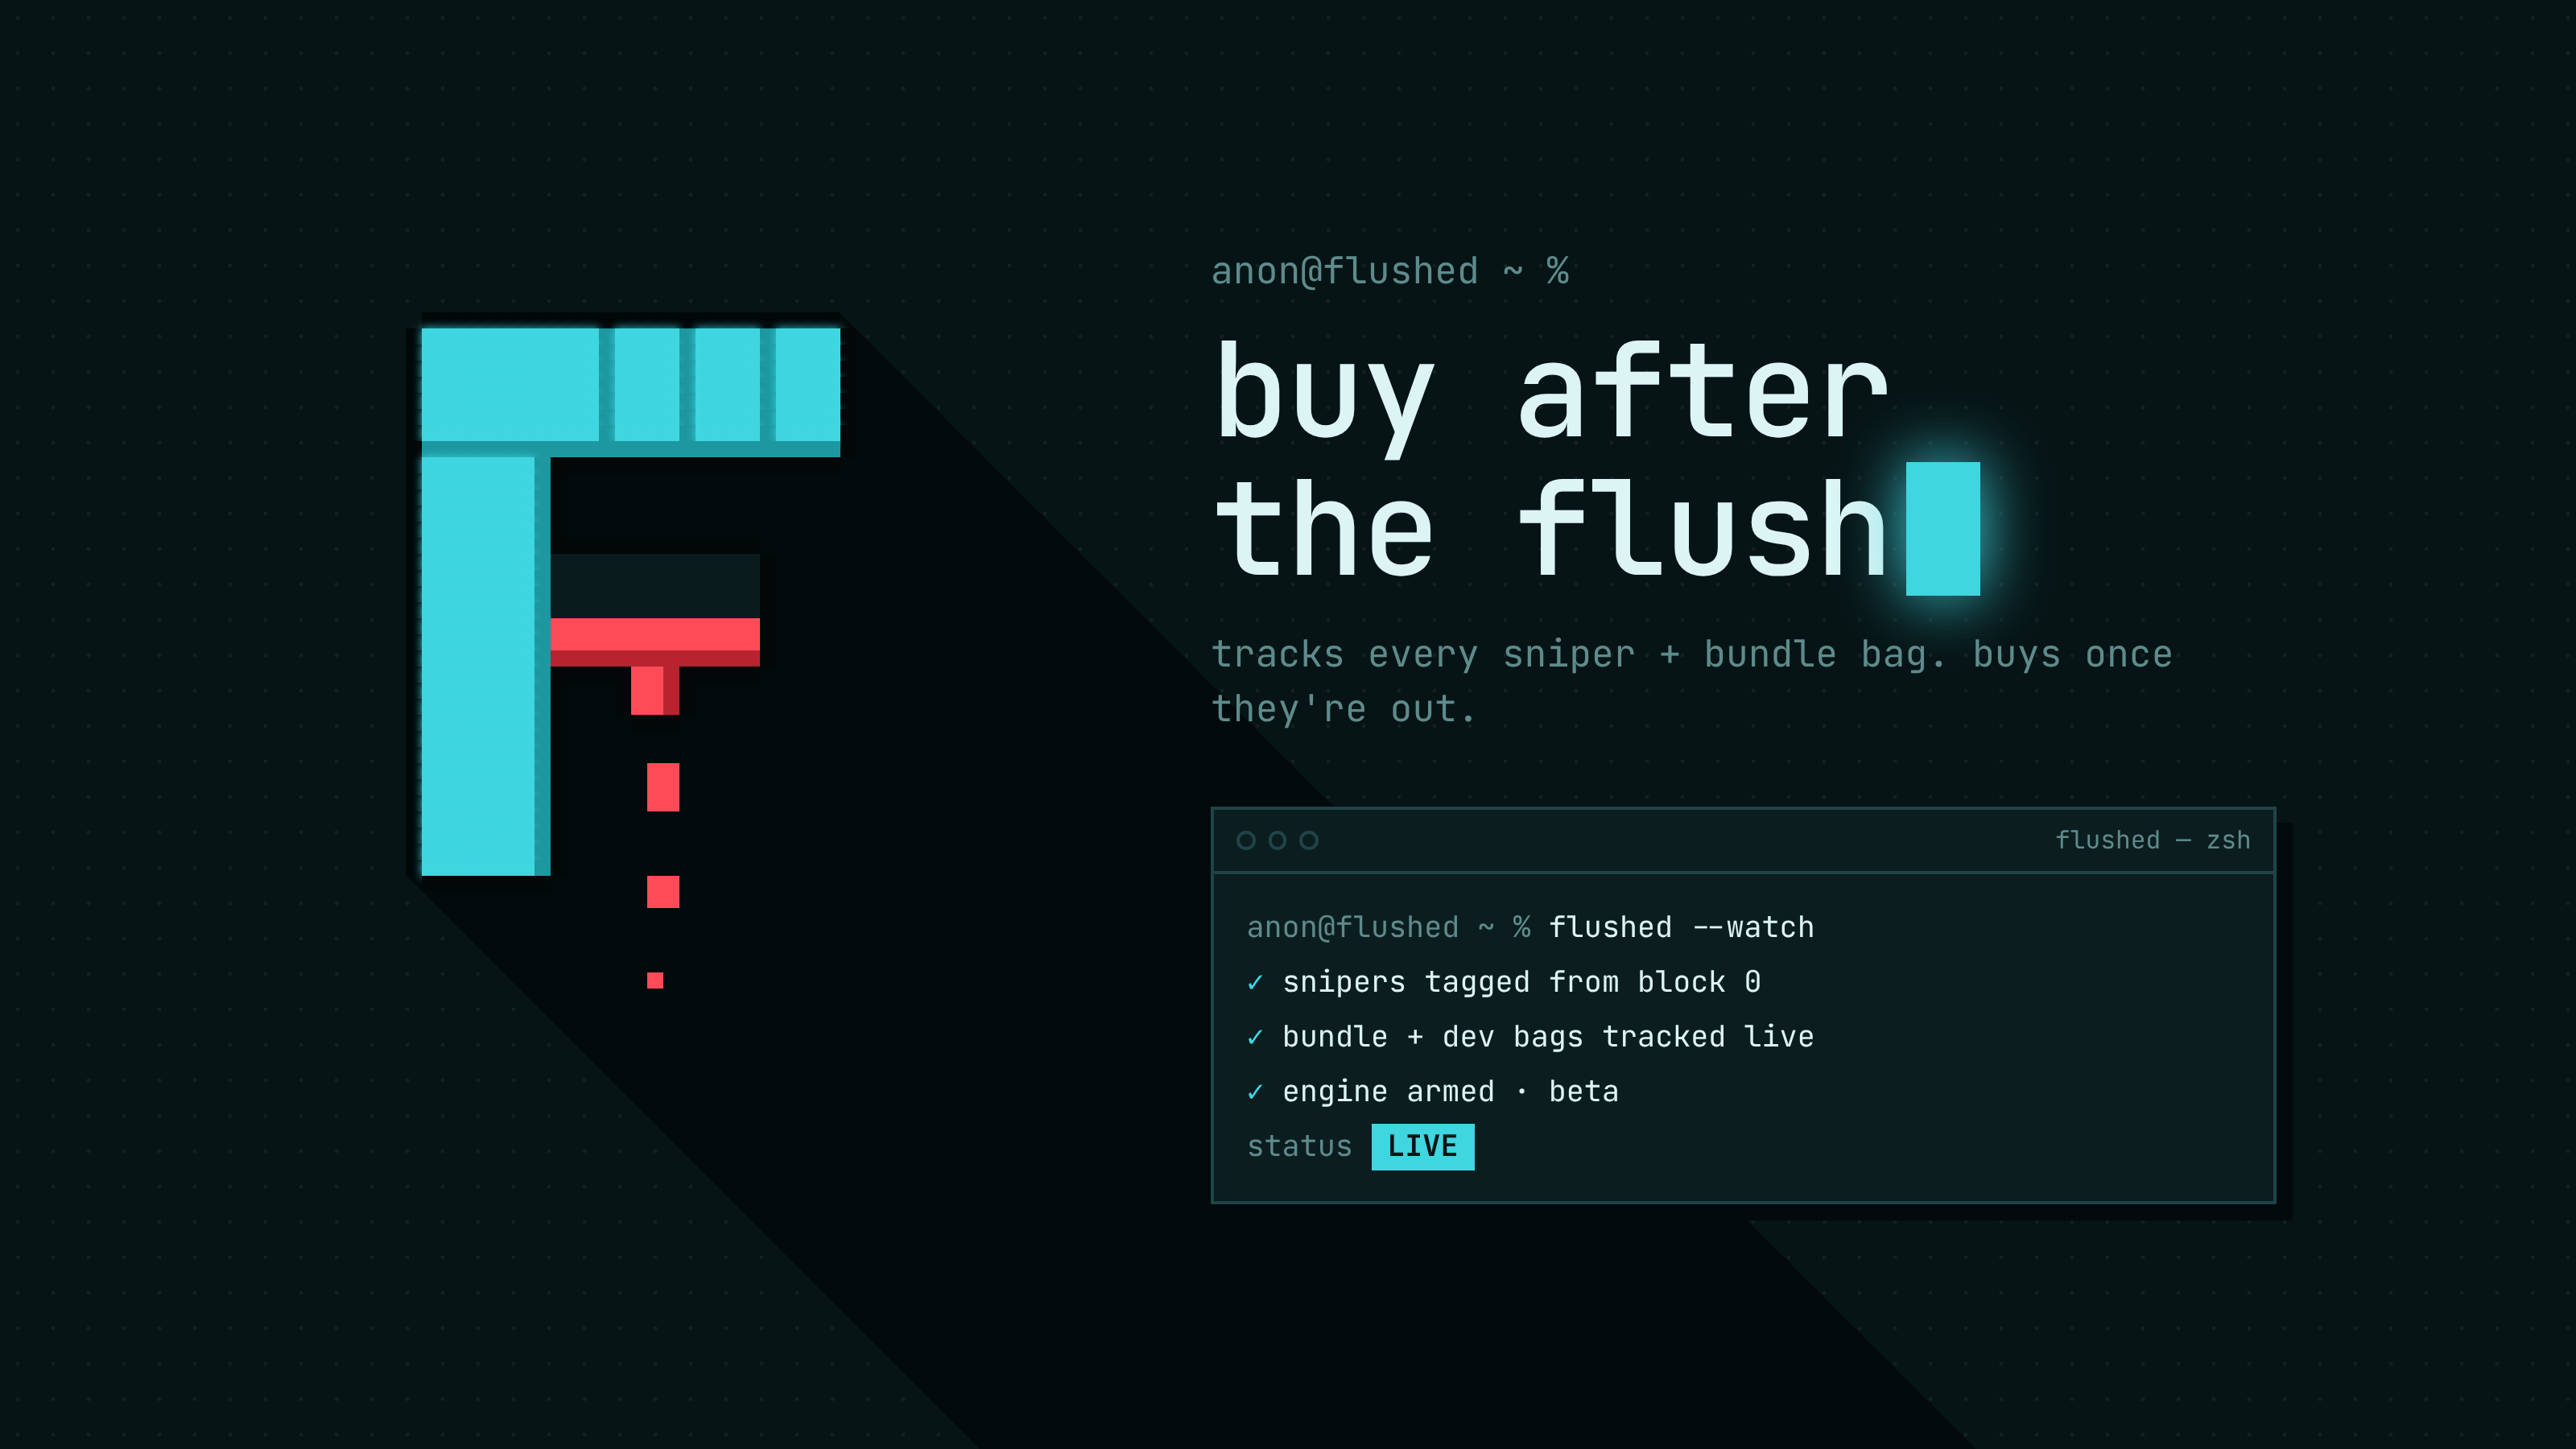 anon@flushed ~ %
buy after
the flush
tracks every sniper + bundle bag. buys once
they're out.
flushed — zsh
anon@flushed ~ % flushed --watch
✓ snipers tagged from block 0
✓ bundle + dev bags tracked live
✓ engine armed · beta
status LIVE